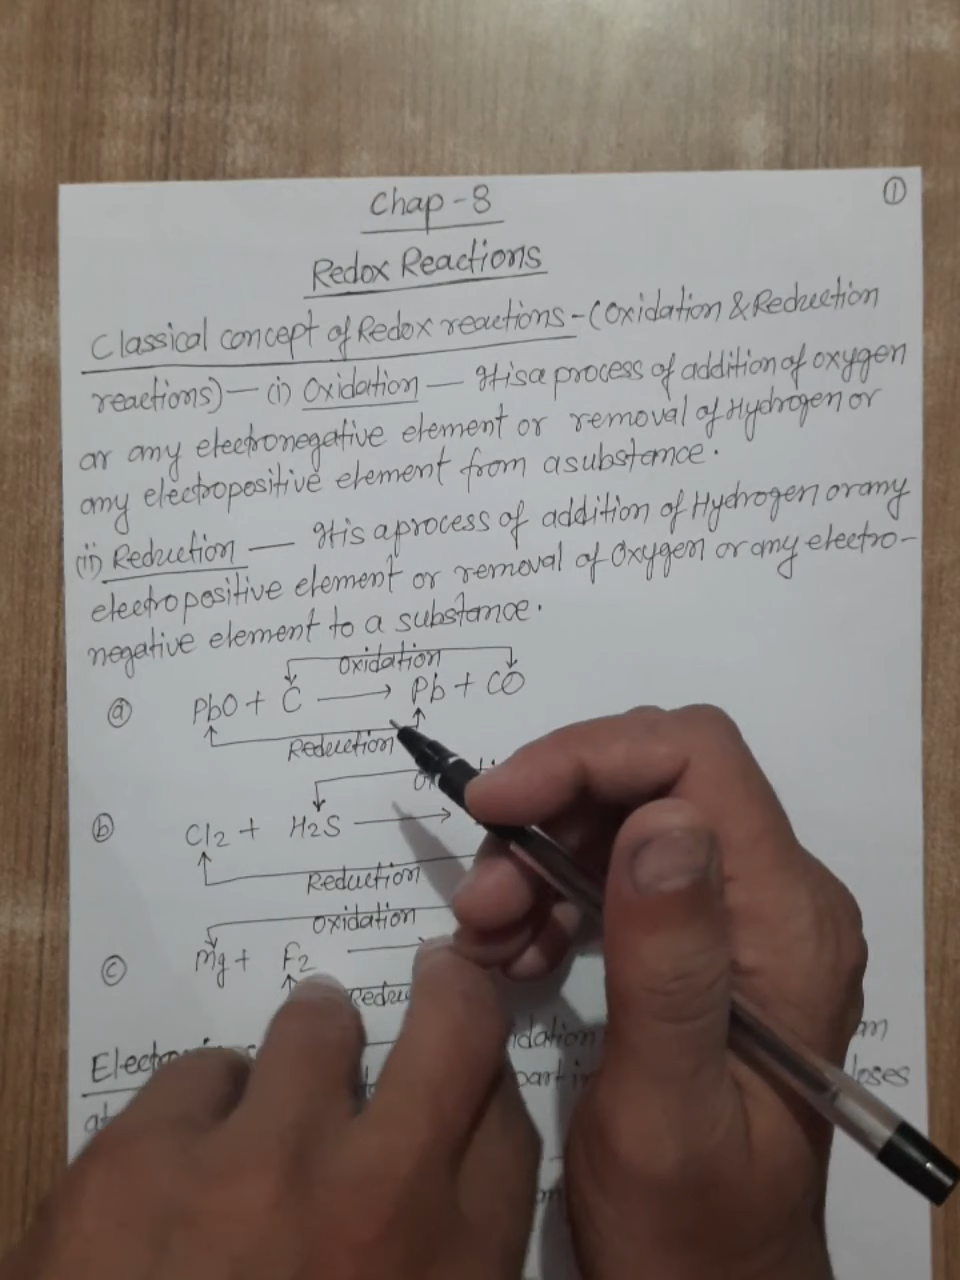 Chap-8
①
Redox Reactions
Classical concept of Redox reactions-(Oxidation & Reduction
reactions)— (i) Oxidation — It is a process of addition of oxygen
or any electronegative element or removal of Hydrogen or
any electropositive element from a substance.
(ii) Reduction — It is a process of addition of Hydrogen or any
electropositive element or removal of Oxygen or any electro-
negative element to a substance.
oxidation
ⓐ PbO + C → Pb + CO
Reduction
ⓑ Cl2 + H2S →
Reduction
oxidation
ⓒ Mg + F2 →
loses